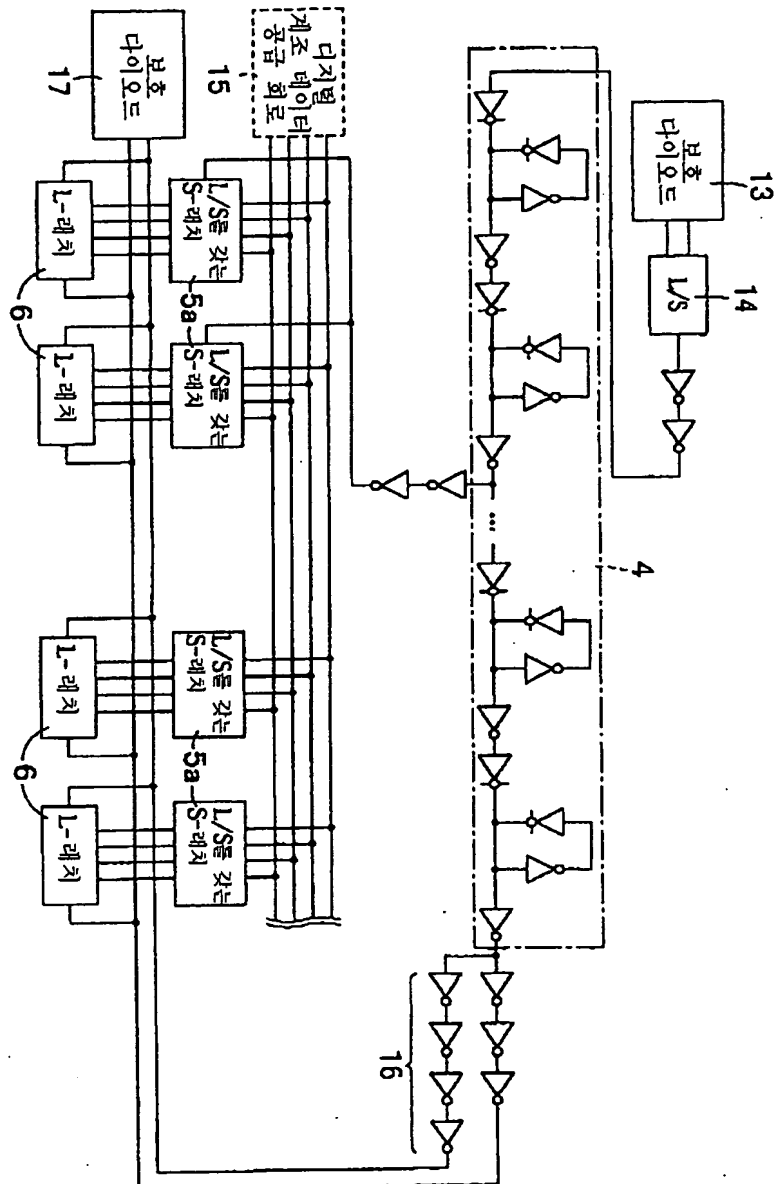 13
보호
다이오드
14
L/S
4
...
16
디지털
계조 데이터
공급 회로
15
L/S를 갖는
S-래치
5a
L/S를 갖는
S-래치
L/S를 갖는
S-래치
5a
L/S를 갖는
S-래치
보호
다이오드
17
L-래치
L-래치
6
L-래치
L-래치
6